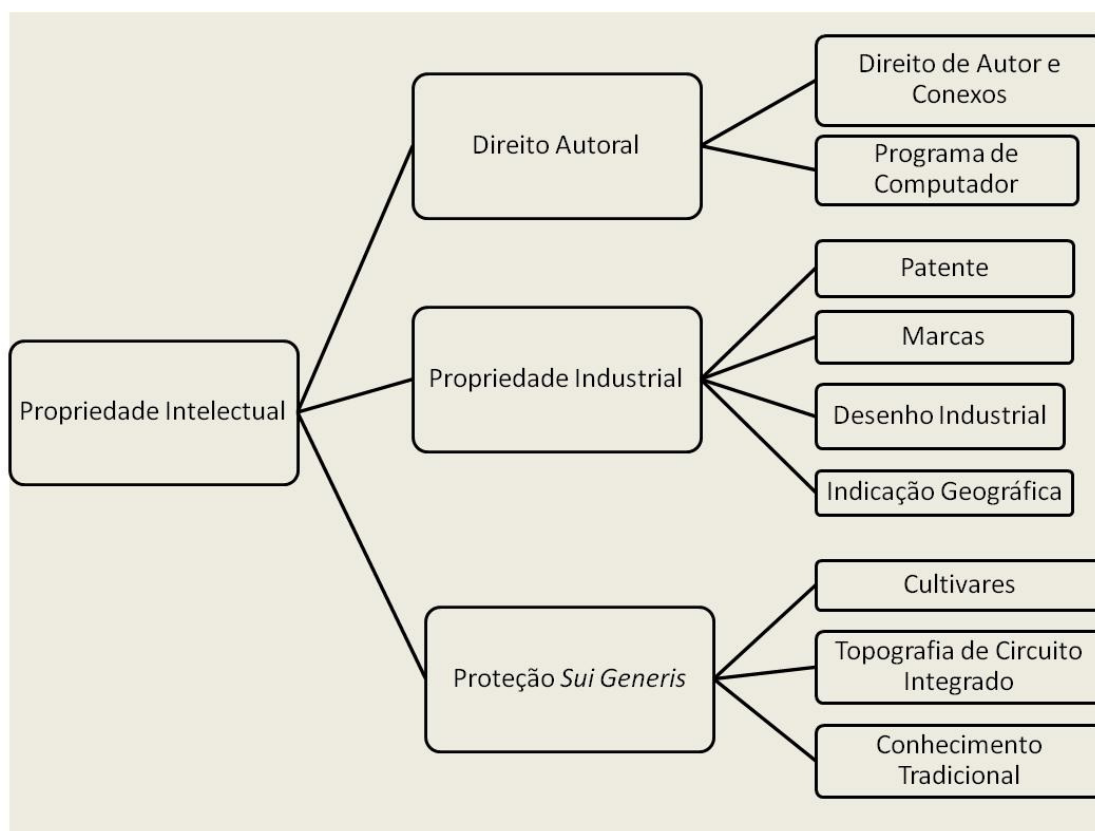 Propriedade Intelectual
Direito Autoral
Direito de Autor e
Conexos
Programa de
Computador
Propriedade Industrial
Patente
Marcas
Desenho Industrial
Indicação Geográfica
Proteção Sui Generis
Cultivares
Topografia de Circuito
Integrado
Conhecimento
Tradicional